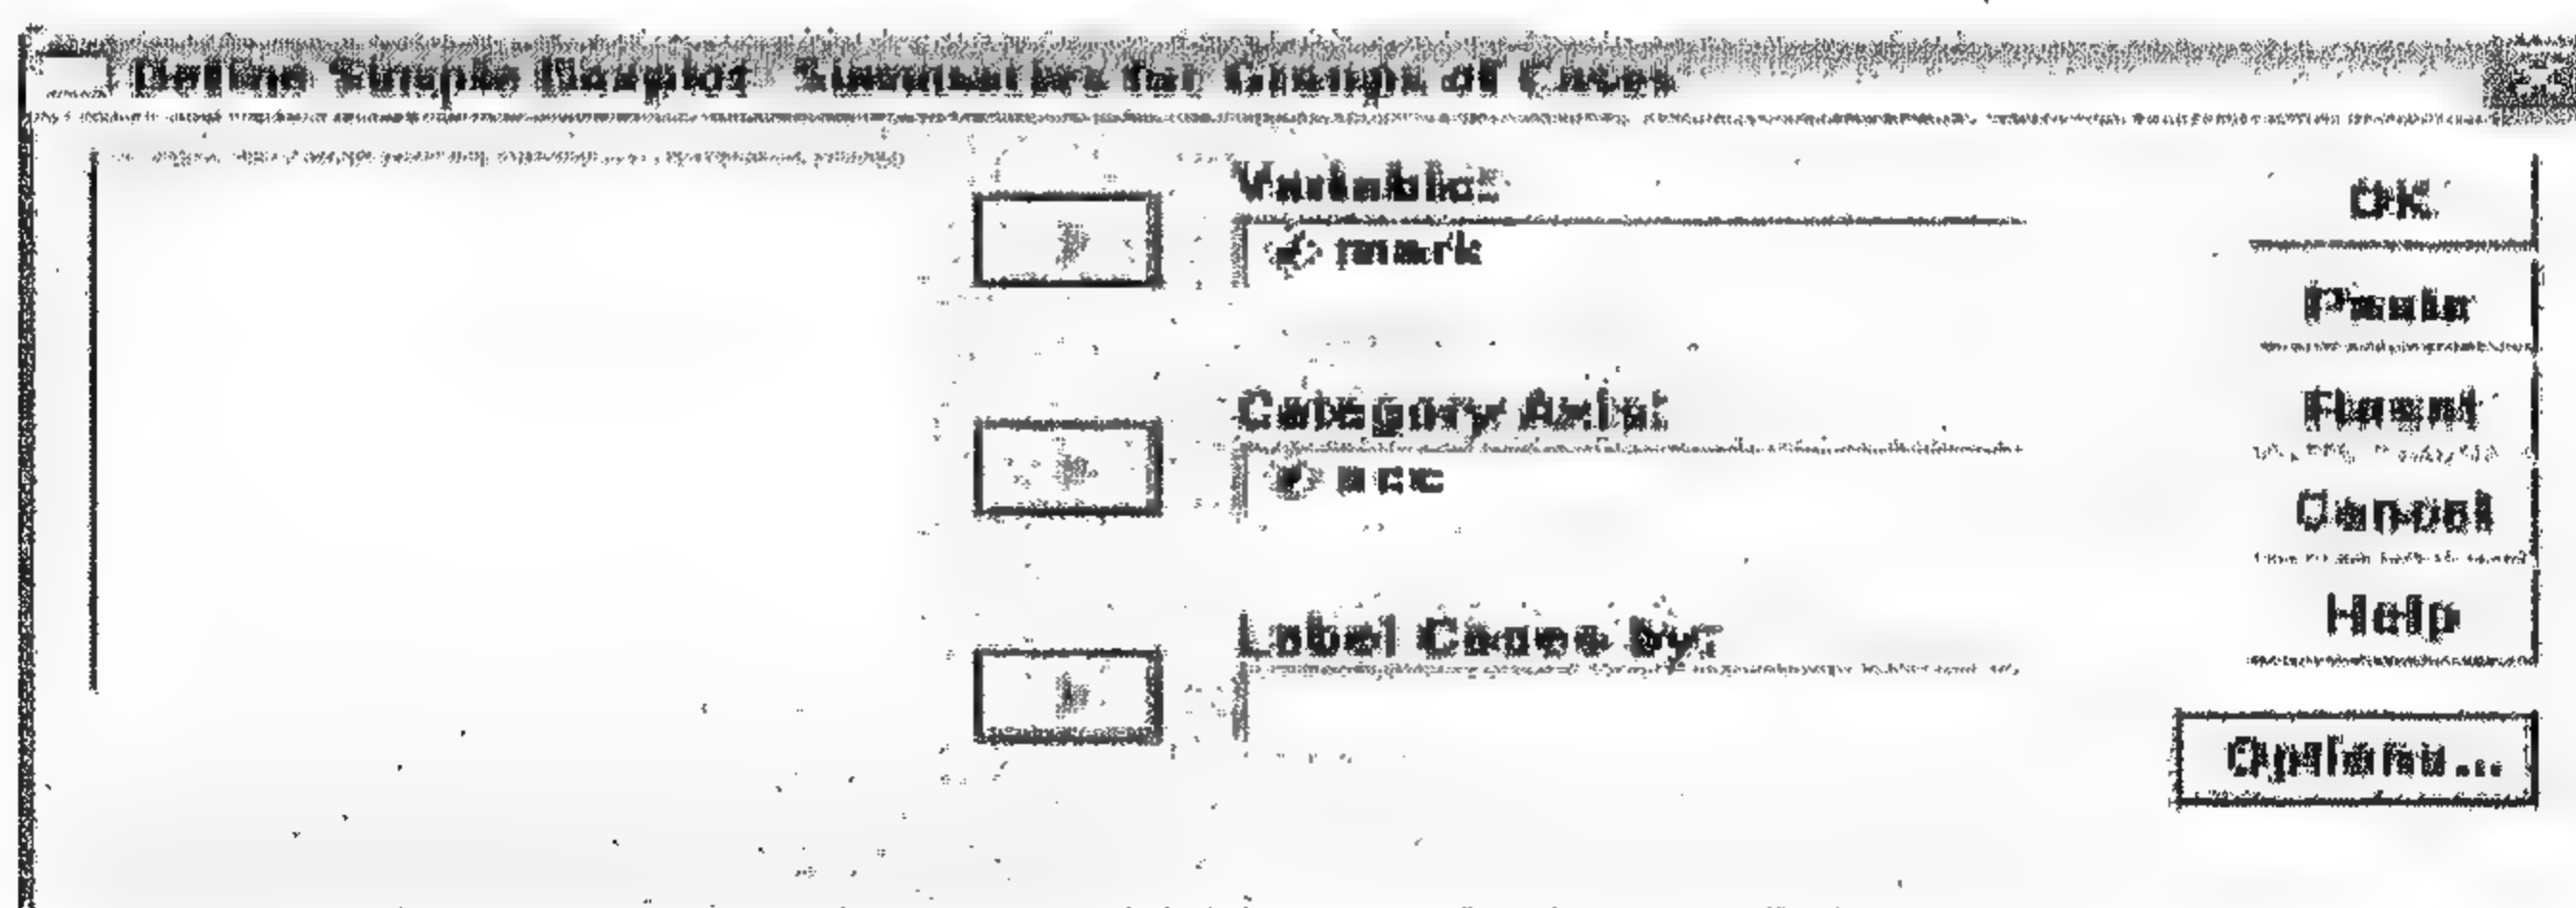 Define Simple Boxplot Summaries for Groups of Cases
Variable:
mark
Category Axis:
Label Cases by:
OK
Paste
Reset
Cancel
Help
Options...